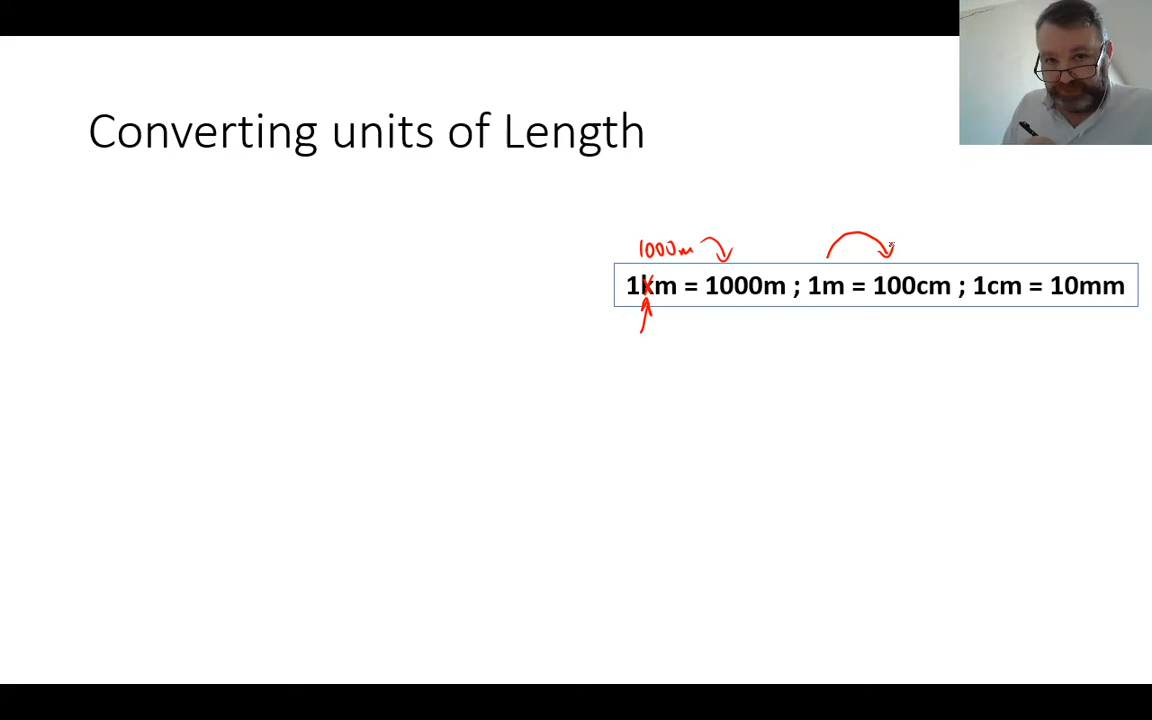 Converting units of Length
1000m
1km = 1000m ; 1m = 100cm ; 1cm = 10mm